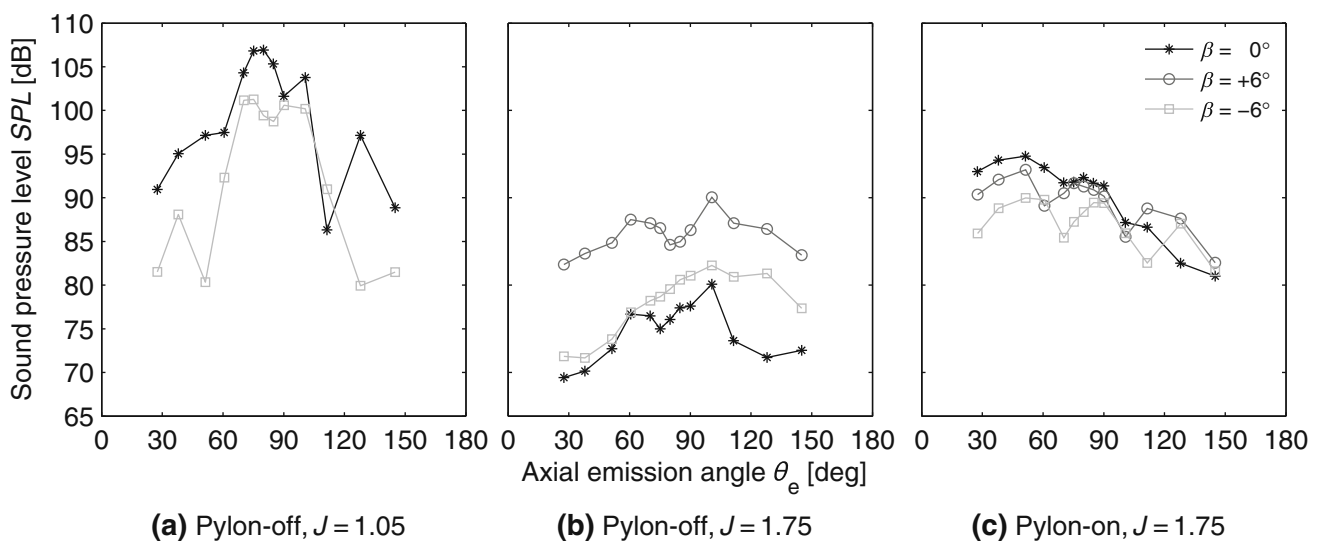 Sound pressure level SPL [dB]
110
105
100
95
90
85
80
75
70
65
0 30 60 90 120 150 180
0 30 60 90 120 150 180
0 30 60 90 120 150 180
β = 0°
β = +6°
β = −6°
Axial emission angle θe [deg]
(a) Pylon-off, J = 1.05
(b) Pylon-off, J = 1.75
(c) Pylon-on, J = 1.75